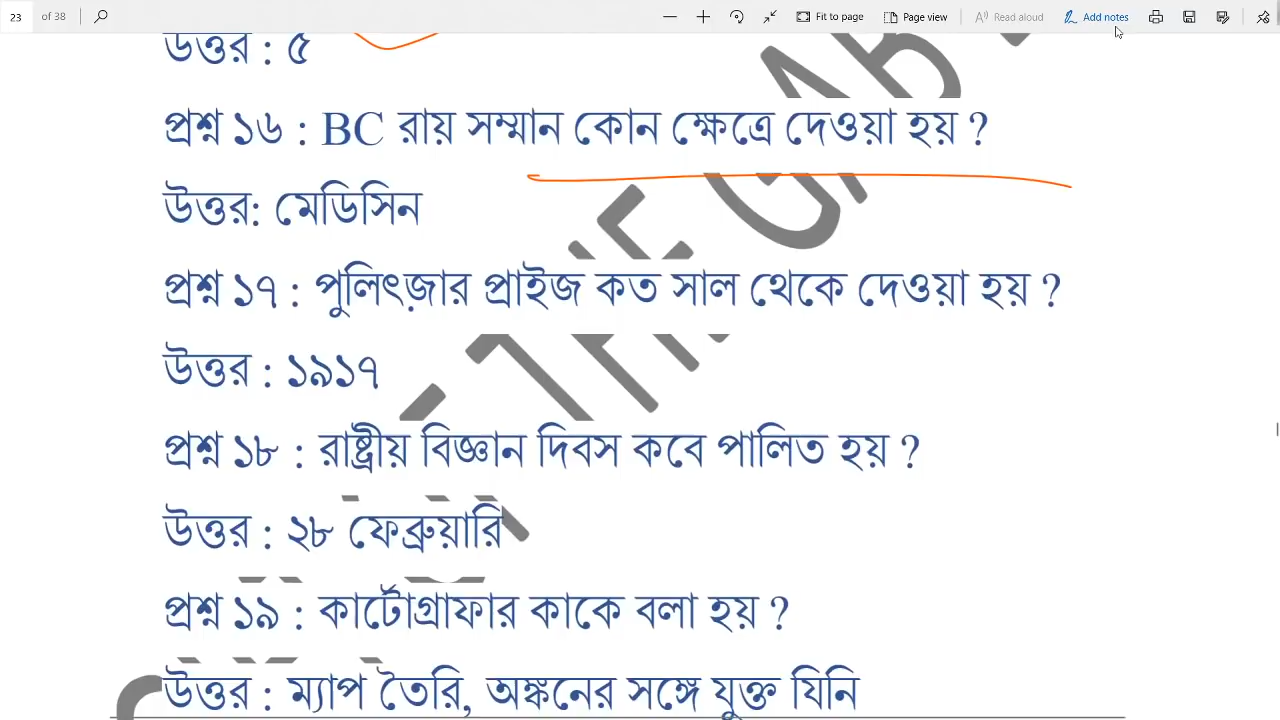 23 of 38 Fit to page Page view Read aloud Add notes
উত্তর : ৫
প্রশ্ন ১৬ : BC রায় সম্মান কোন ক্ষেত্রে দেওয়া হয় ?
উত্তর: মেডিসিন
প্রশ্ন ১৭ : পুলিৎজ়ার প্রাইজ কত সাল থেকে দেওয়া হয় ?
উত্তর : ১৯১৭
প্রশ্ন ১৮ : রাষ্ট্রীয় বিজ্ঞান দিবস কবে পালিত হয় ?
উত্তর : ২৮ ফেব্রুয়ারি
প্রশ্ন ১৯ : কার্টোগ্রাফার কাকে বলা হয় ?
উত্তর : ম্যাপ তৈরি, অঙ্কনের সঙ্গে যুক্ত যিনি